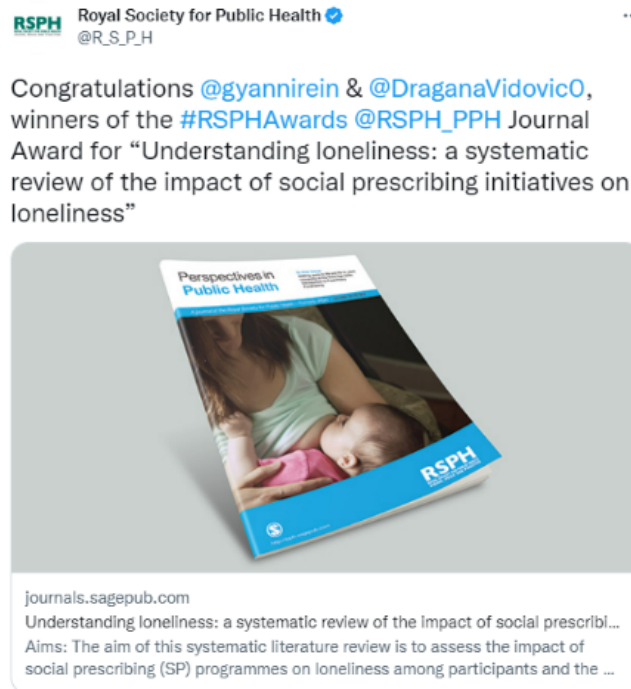 RSPH
Royal Society for Public Health
@R_S_P_H
Congratulations @gyannirein & @DraganaVidovic0,
winners of the #RSPHAwards @RSPH_PPH Journal
Award for “Understanding loneliness: a systematic
review of the impact of social prescribing initiatives on
loneliness”
Perspectives in
Public Health
RSPH
journals.sagepub.com
Understanding loneliness: a systematic review of the impact of social prescribi...
Aims: The aim of this systematic literature review is to assess the impact of
social prescribing (SP) programmes on loneliness among participants and the ...